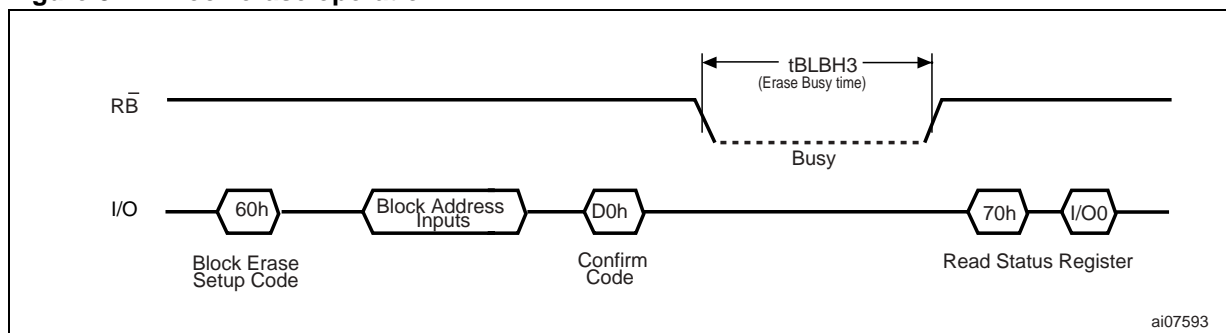 tBLBH3
(Erase Busy time)
RB̅
Busy
I/O
60h
Block Address
Inputs
D0h
70h
I/O0
Block Erase
Setup Code
Confirm
Code
Read Status Register
ai07593